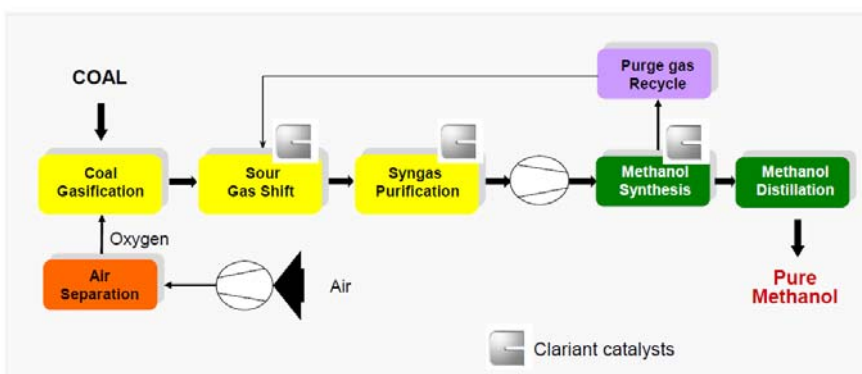 COAL
Purge gas
Recycle
Coal
Gasification
Sour
Gas Shift
Syngas
Purification
Methanol
Synthesis
Methanol
Distillation
Oxygen
Air
Separation
Air
Pure
Methanol
Clariant catalysts